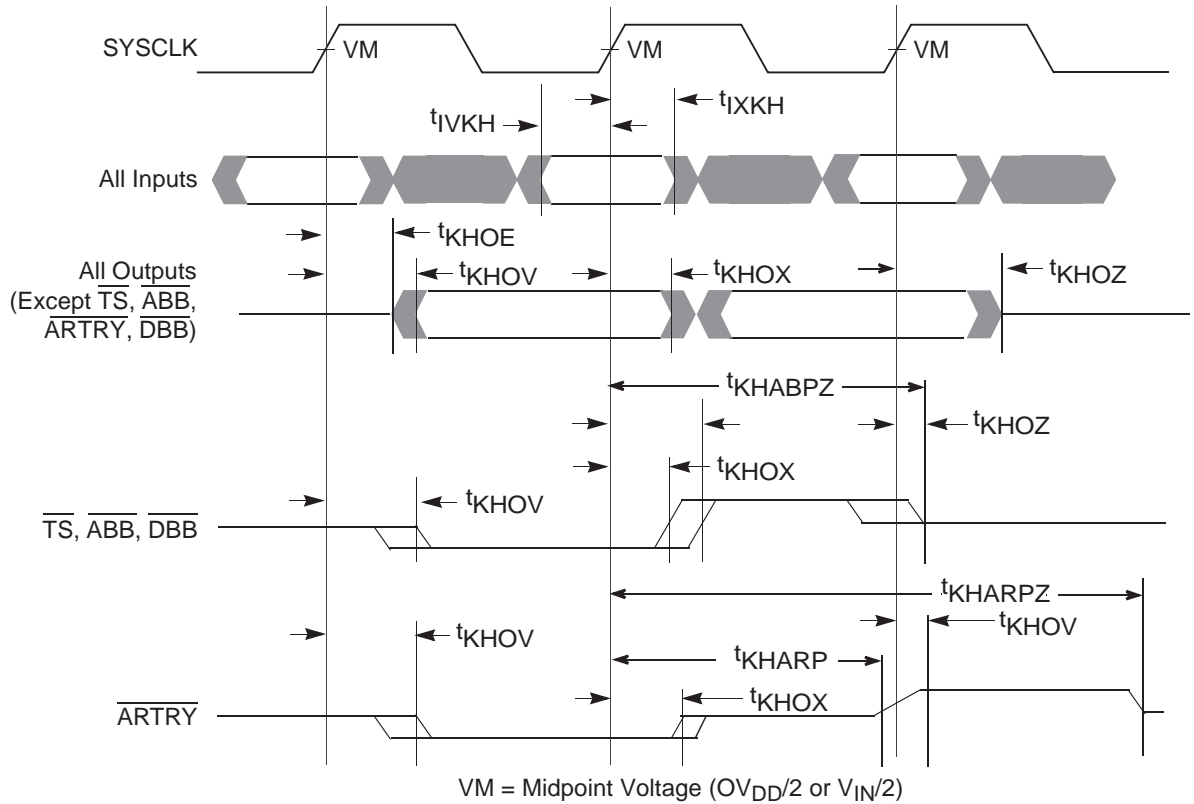 SYSCLK VM VM VM
tIVKH tIXKH
All Inputs
tKHOE
All Outputs
(Except TS, ABB,
ARTRY, DBB)
tKHOV tKHOX tKHOZ
tKHABPZ
tKHOZ
tKHOX
tKHOV
TS, ABB, DBB
tKHARPZ
tKHOV tKHOV
tKHARP
tKHOX
ARTRY
VM = Midpoint Voltage (OVDD/2 or VIN/2)